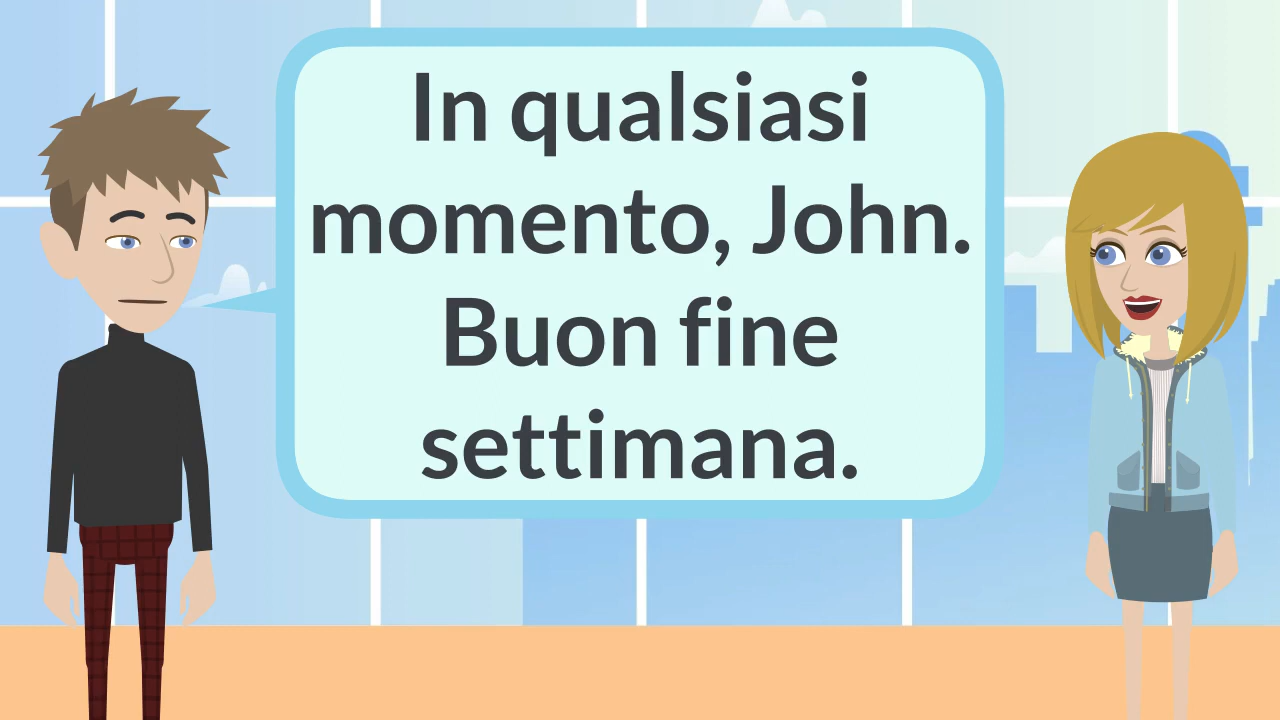 In qualsiasi
momento, John.
Buon fine
settimana.